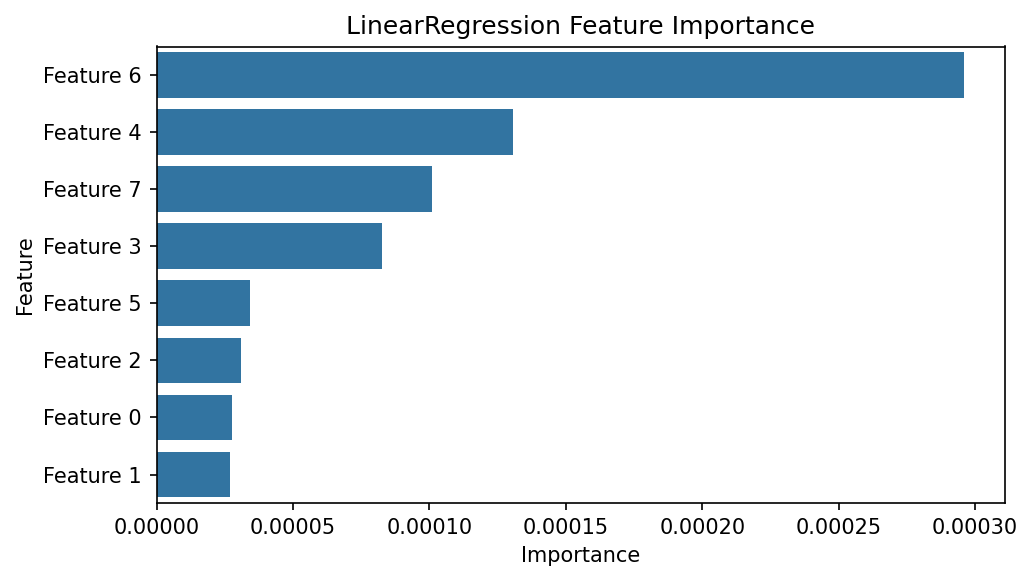 LinearRegression Feature Importance
Feature 6
Feature 4
Feature 7
Feature 3
Feature 5
Feature 2
Feature 0
Feature 1
Feature
0.00000 0.00005 0.00010 0.00015 0.00020 0.00025 0.00030
Importance